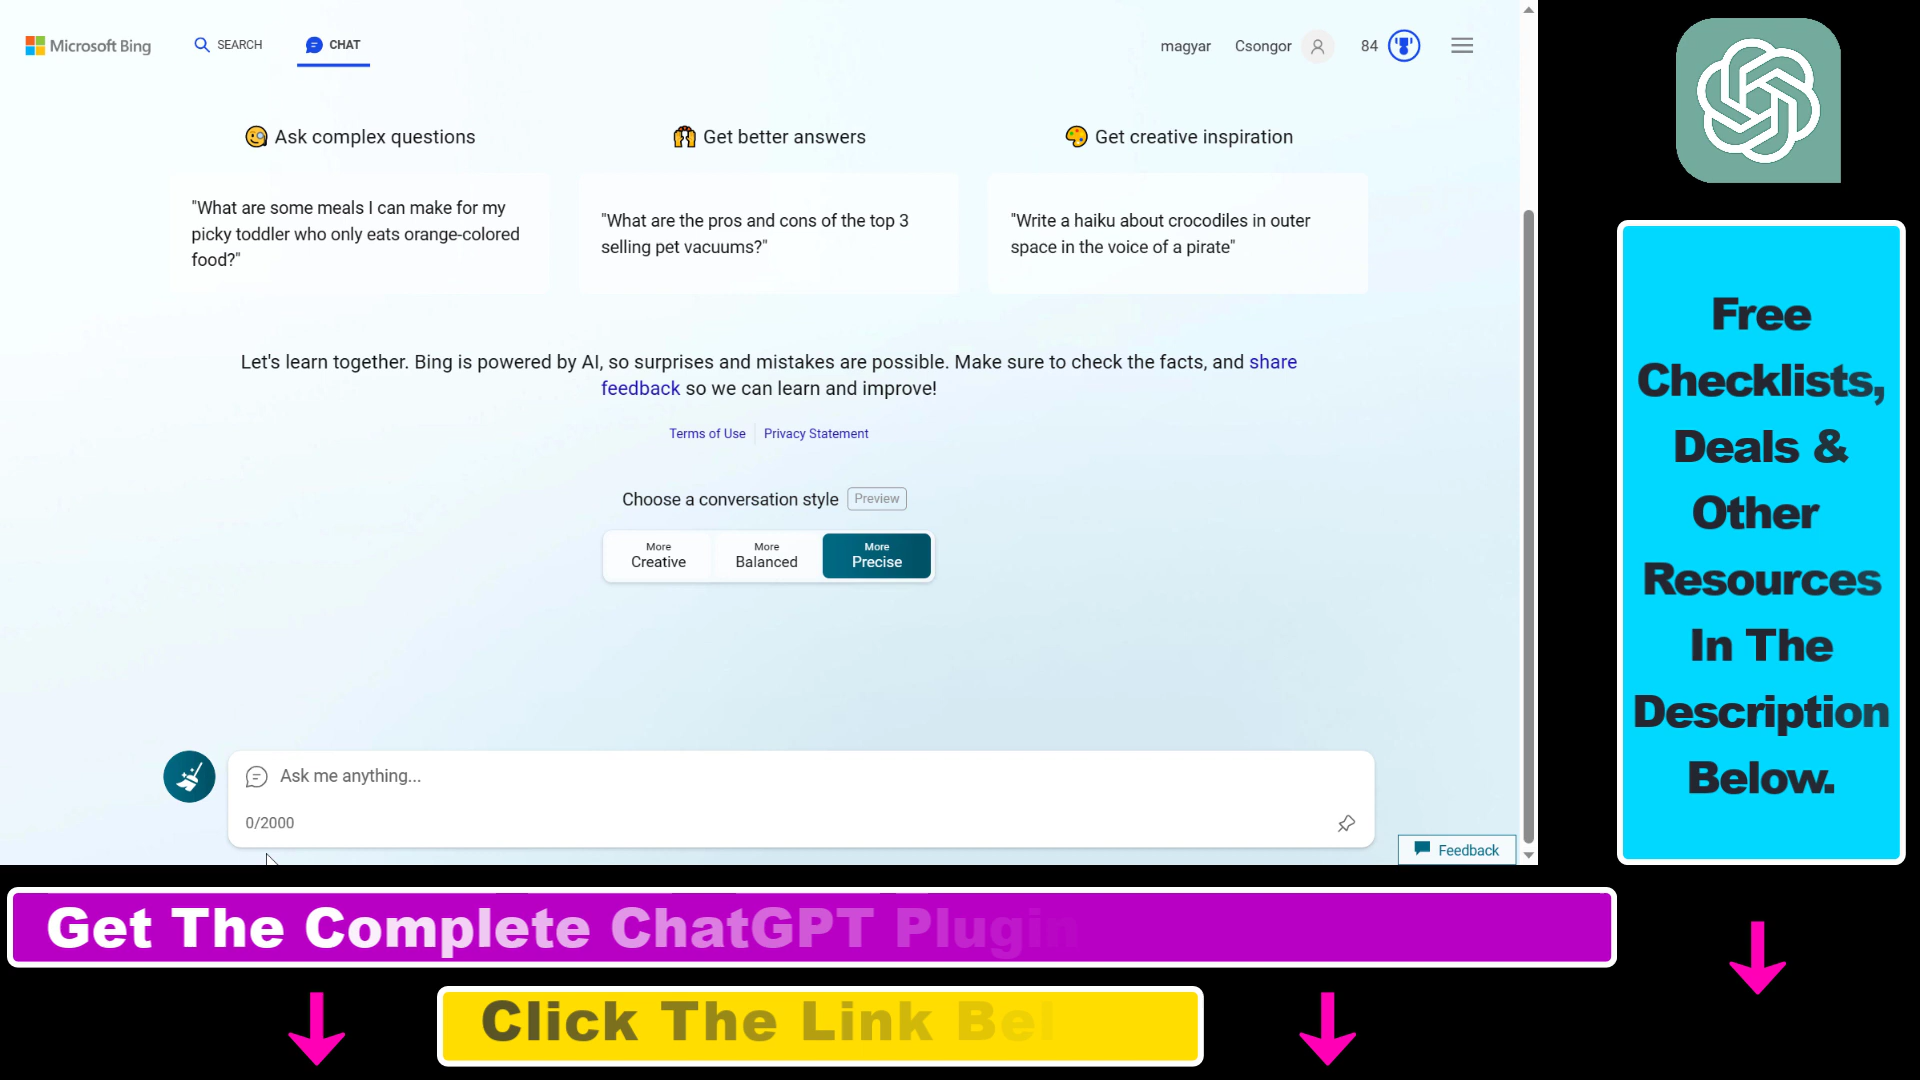 Microsoft Bing
SEARCH
CHAT
magyar
Csongor
84
Ask complex questions
Get better answers
Get creative inspiration
"What are some meals I can make for my
picky toddler who only eats orange-colored
food?"
"What are the pros and cons of the top 3
selling pet vacuums?"
"Write a haiku about crocodiles in outer
space in the voice of a pirate"
Let's learn together. Bing is powered by AI, so surprises and mistakes are possible. Make sure to check the facts, and share
feedback so we can learn and improve!
Terms of Use
Privacy Statement
Choose a conversation style Preview
More
Creative
More
Balanced
More
Precise
Ask me anything...
0/2000
Feedback
Free
Checklists,
Deals &
Other
Resources
In The
Description
Below.
Get The Complete ChatGPT Plugin
Click The Link Bel